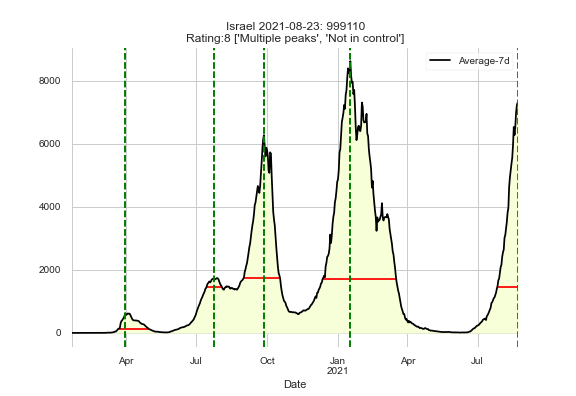 Israel 2021-08-23: 999110
Rating:8 ['Multiple peaks', 'Not in control']
Average-7d
8000
6000
4000
2000
0
Apr
Jul
Oct
Jan
2021
Apr
Jul
Date